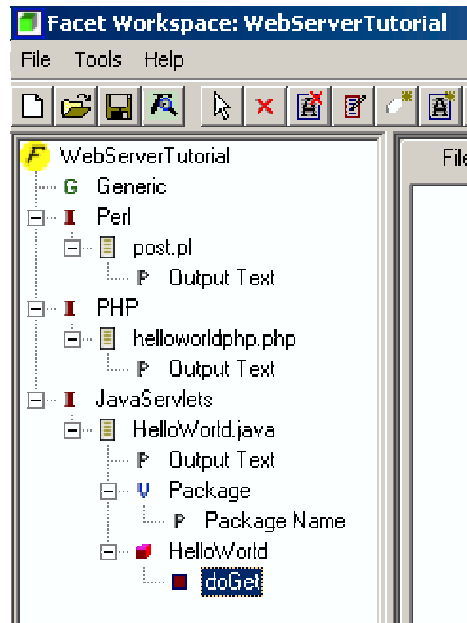 Facet Workspace: WebServerTutorial
File Tools Help
F WebServerTutorial
File
G Generic
I Perl
post.pl
P Output Text
I PHP
helloworldphp.php
P Output Text
I JavaServlets
HelloWorld.java
P Output Text
V Package
P Package Name
HelloWorld
doGet